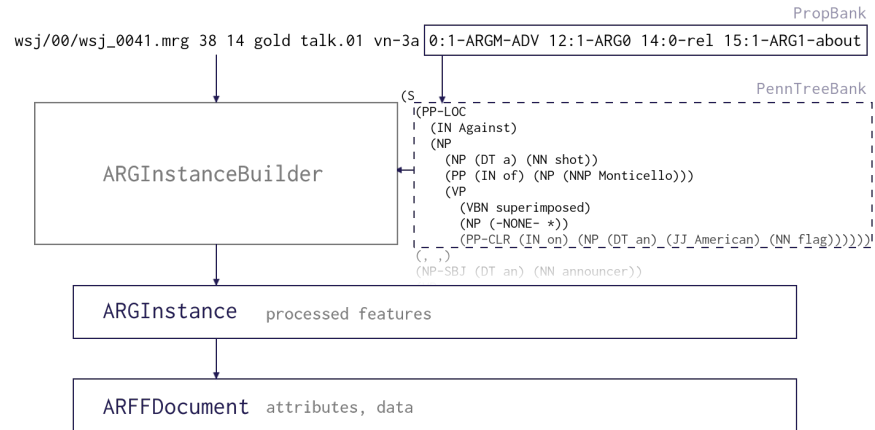 PropBank
wsj/00/wsj_0041.mrg 38 14 gold talk.01 vn-3a 0:1-ARGM-ADV 12:1-ARG0 14:0-rel 15:1-ARG1-about
PennTreeBank
(S
(PP-LOC
(IN Against)
(NP
(NP (DT a) (NN shot))
(PP (IN of) (NP (NNP Monticello)))
(VP
(VBN superimposed)
(NP (-NONE- *))
(PP-CLR (IN on) (NP (DT an) (JJ American) (NN flag))))))
(, ,)
(NP-SBJ (DT an) (NN announcer))
ARGInstanceBuilder
ARGInstance processed features
ARFFDocument attributes, data